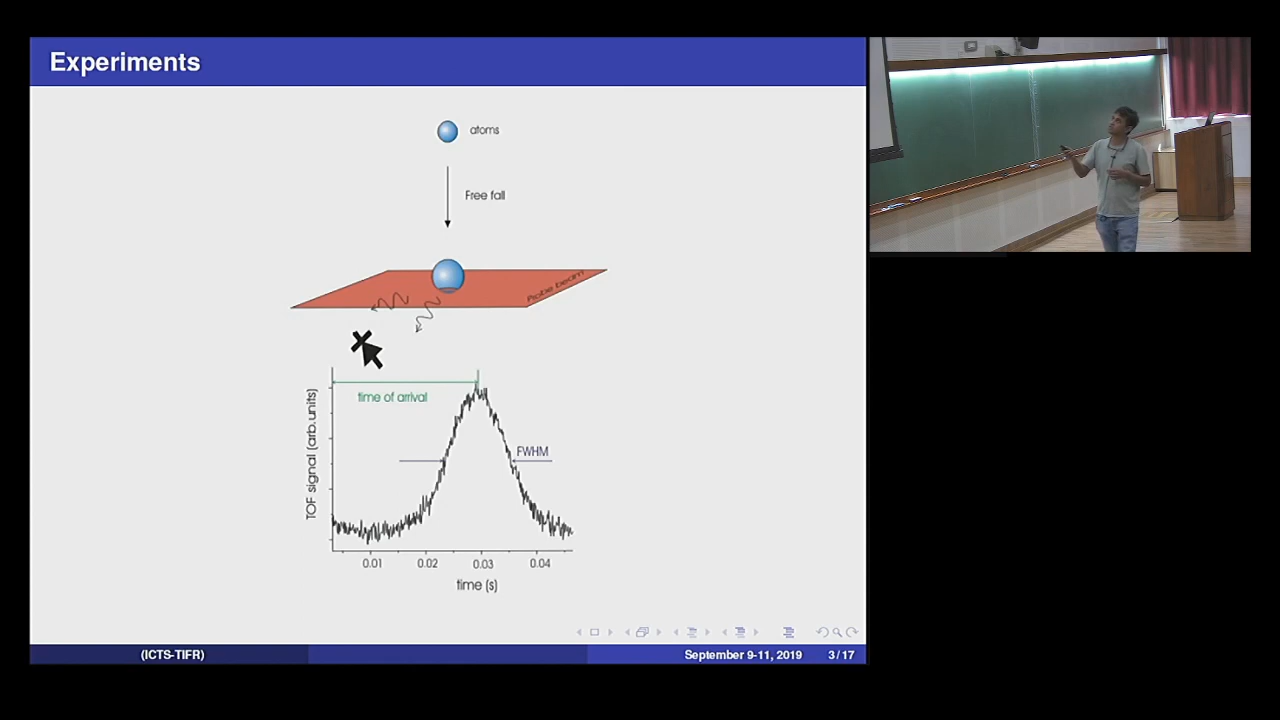 Experiments
atoms
Free fall
Probe beam
time of arrival
FWHM
TOF signal (arb.units)
0.01 0.02 0.03 0.04
time (s)
(ICTS-TIFR) September 9-11, 2019 3 / 17